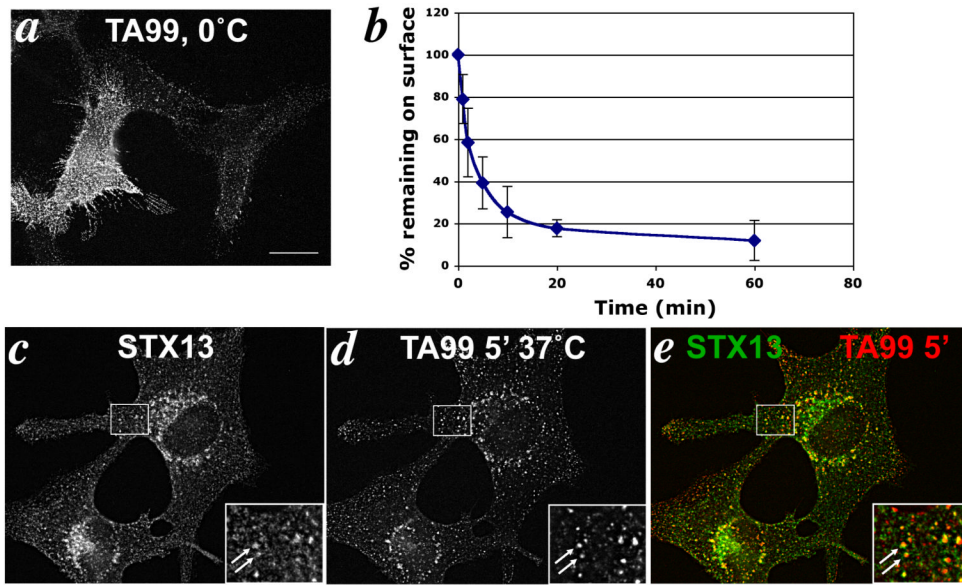 a TA99, 0˚C
b
120
100
80
60
40
20
0
% remaining on surface
0 20 40 60 80
Time (min)
c STX13
d TA99 5’ 37˚C
e STX13 TA99 5’